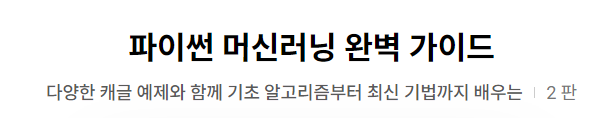 파이썬 머신러닝 완벽 가이드
다양한 캐글 예제와 함께 기초 알고리즘부터 최신 기법까지 배우는 | 2 판